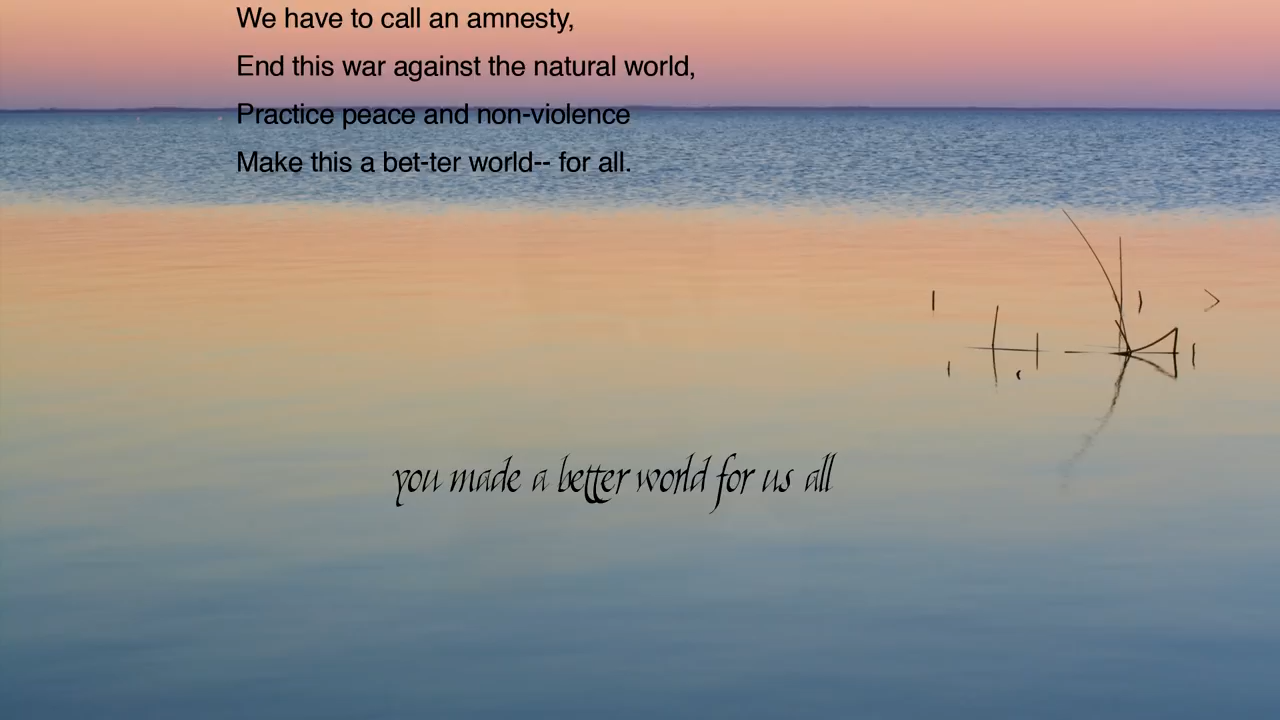 We have to call an amnesty,
End this war against the natural world,
Practice peace and non-violence
Make this a bet-ter world-- for all.
you made a better world for us all